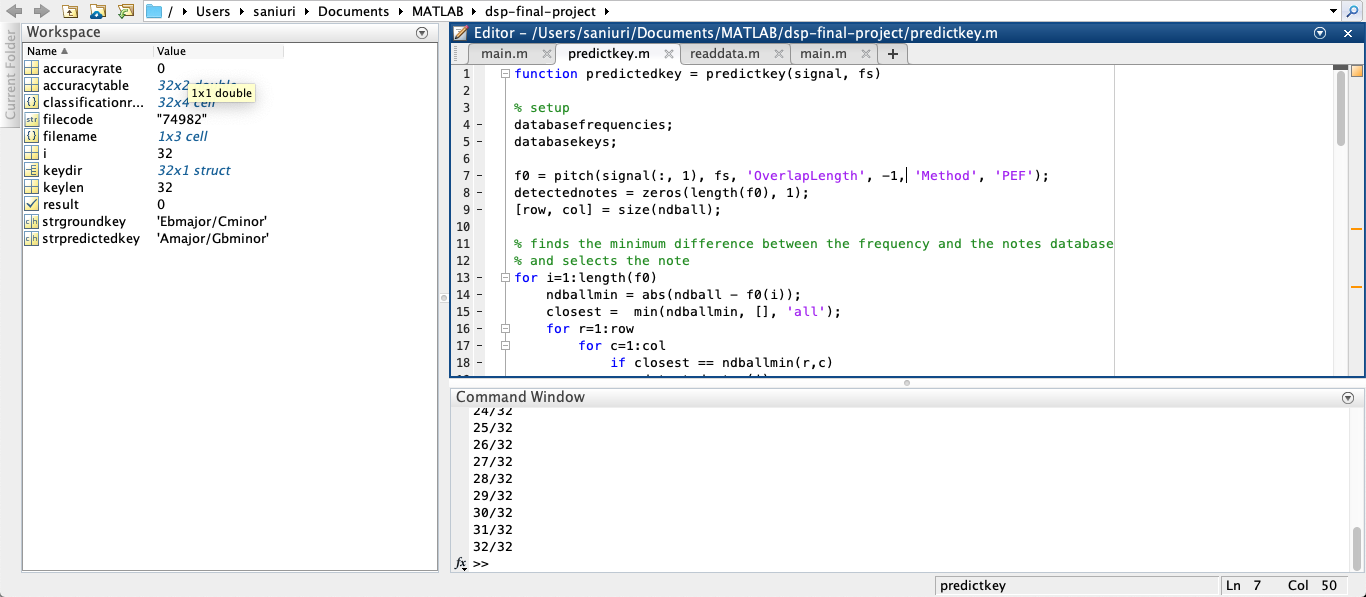 / ▸ Users ▸ saniuri ▸ Documents ▸ MATLAB ▸ dsp-final-project ▸
Current Folder
Workspace
Name ▲ Value
accuracyrate 0
accuracytable 32x2 double
1x1 double
classificationr... 32x4 cell
filecode "74982"
filename 1x3 cell
i 32
keydir 32x1 struct
keylen 32
result 0
strgroundkey 'Ebmajor/Cminor'
strpredictedkey 'Amajor/Gbminor'
Editor – /Users/saniuri/Documents/MATLAB/dsp-final-project/predictkey.m
main.m × predictkey.m × readdata.m × main.m × +
1 function predictedkey = predictkey(signal, fs)
2
3 % setup
4 – databasefrequencies;
5 – databasekeys;
6
7 – f0 = pitch(signal(:, 1), fs, 'OverlapLength', -1, 'Method', 'PEF');
8 – detectednotes = zeros(length(f0), 1);
9 – [row, col] = size(ndball);
10
11 % finds the minimum difference between the frequency and the notes database
12 % and selects the note
13 – for i=1:length(f0)
14 – ndballmin = abs(ndball - f0(i));
15 – closest =  min(ndballmin, [], 'all');
16 – for r=1:row
17 – for c=1:col
18 – if closest == ndballmin(r,c)
Command Window
24/32
25/32
26/32
27/32
28/32
29/32
30/32
31/32
32/32
fx >>
predictkey Ln 7 Col 50